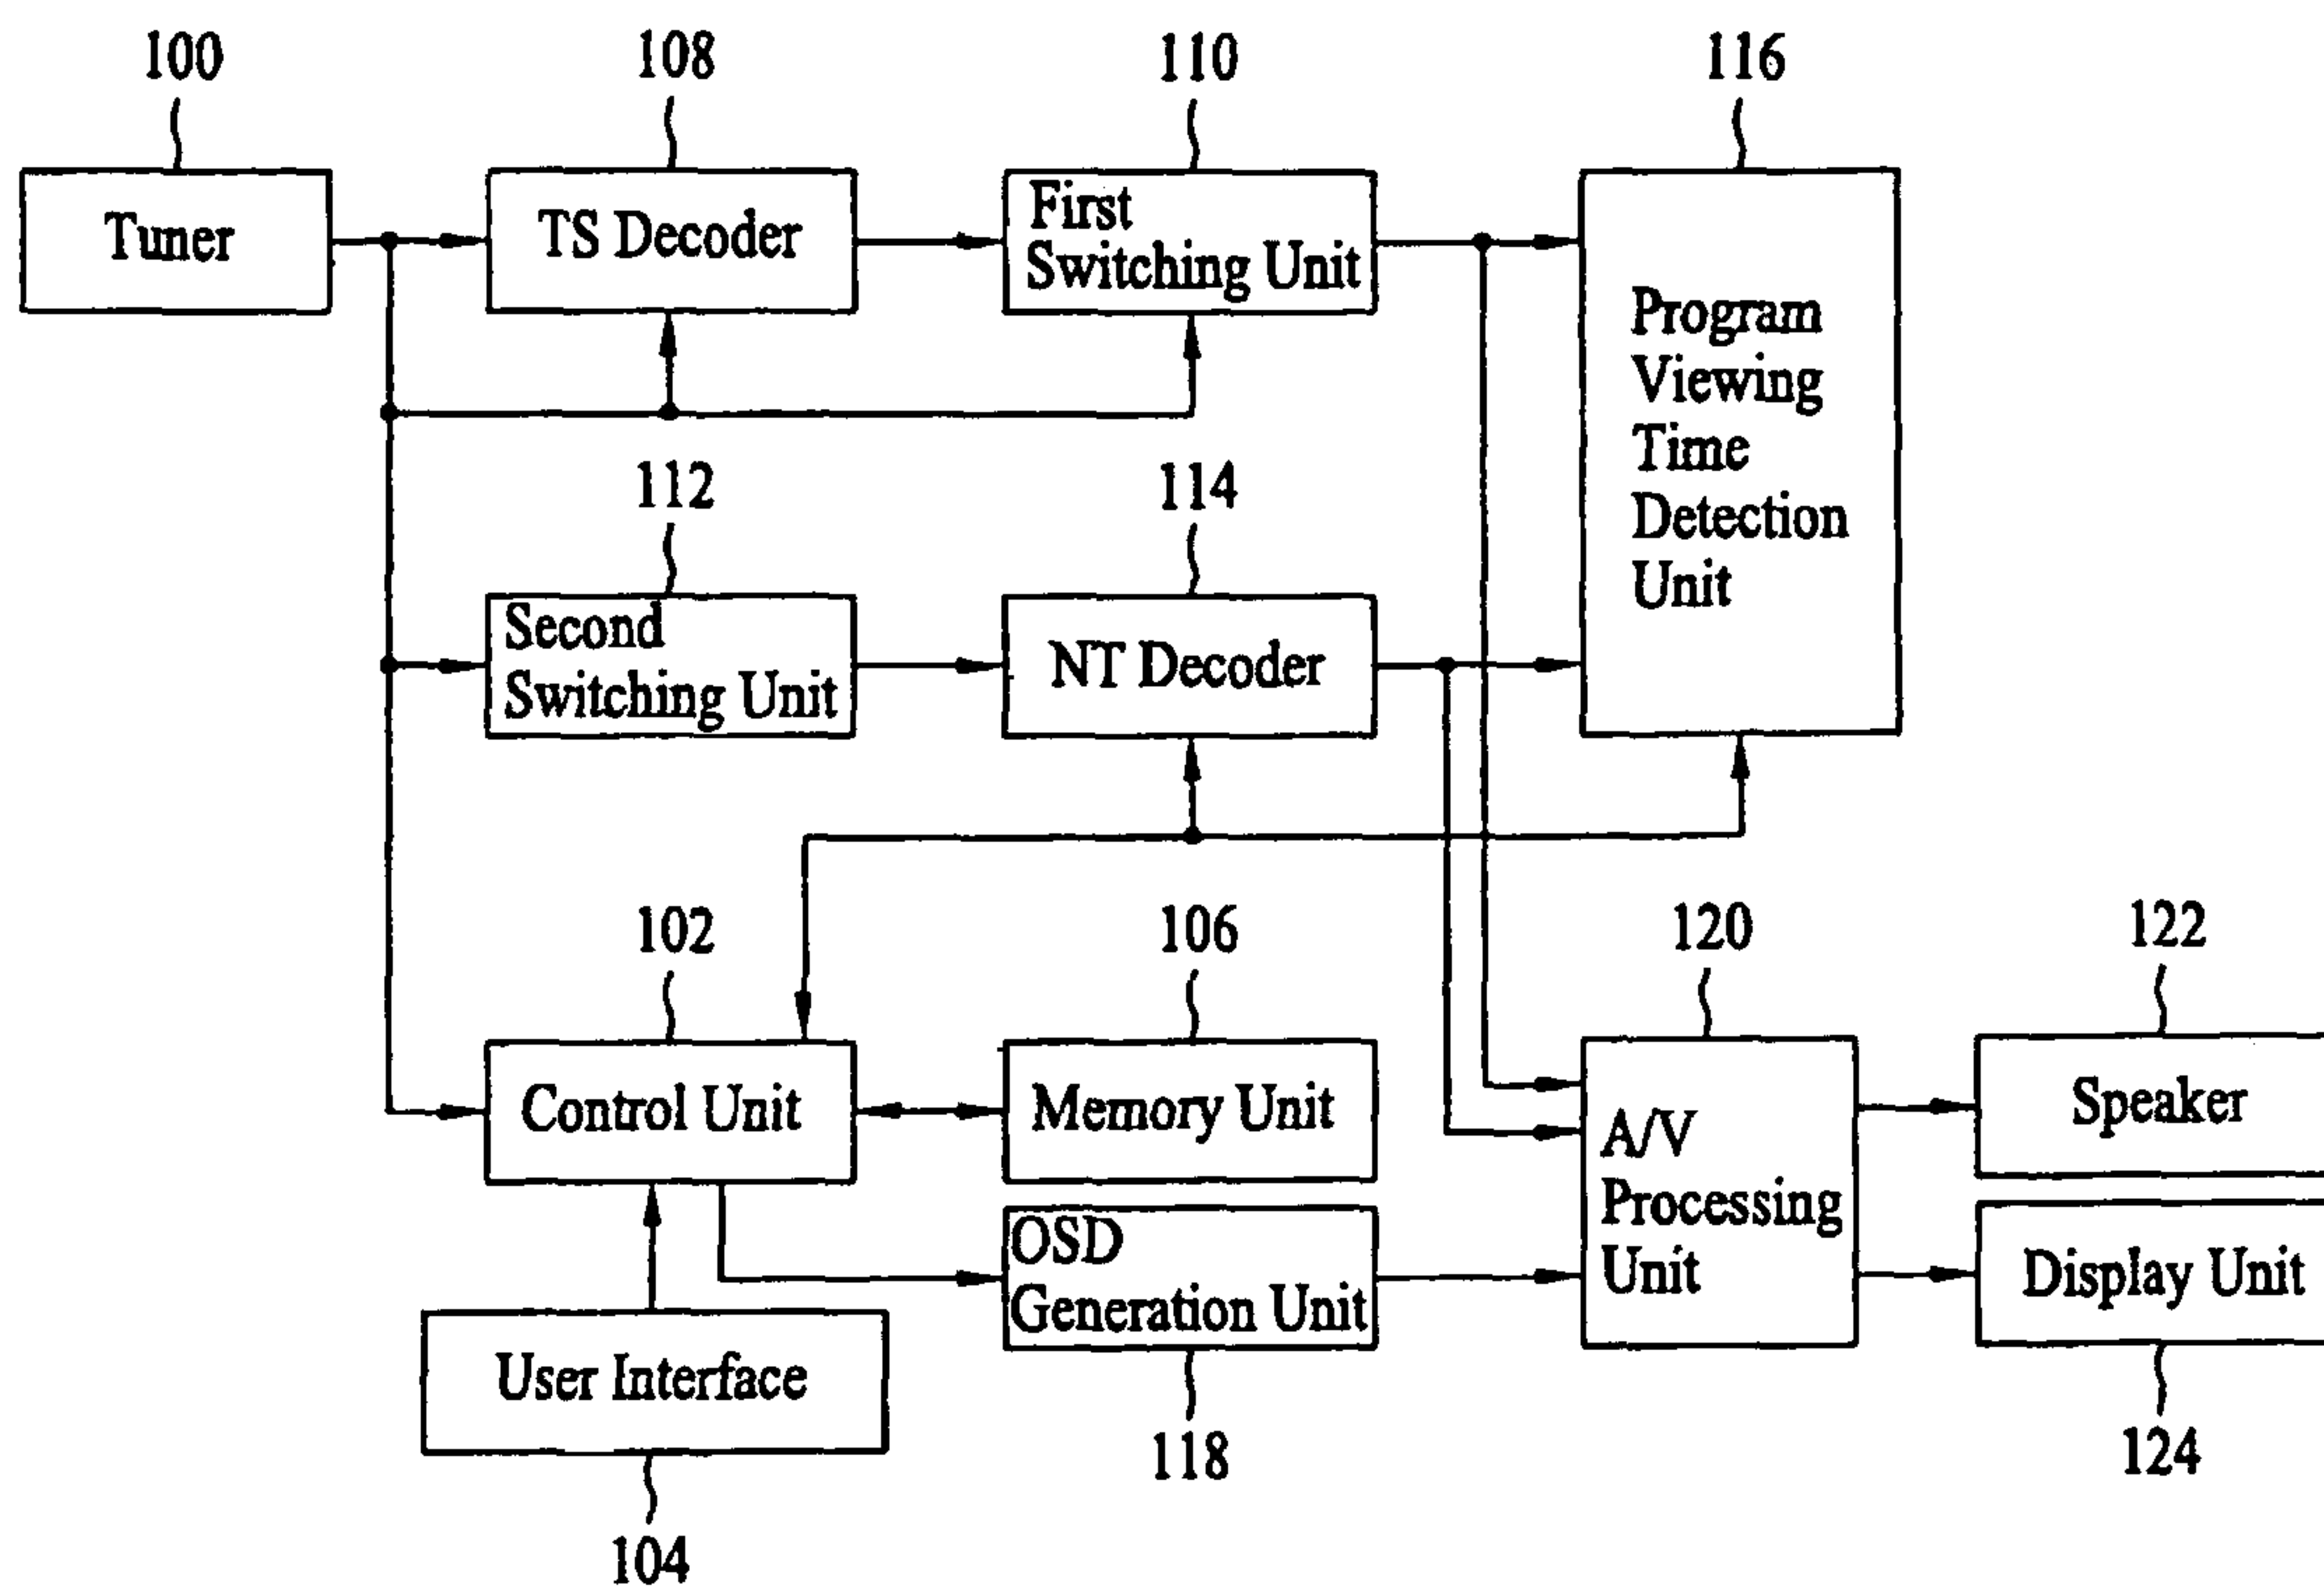 100
108
110
116
Tuner
TS Decoder
First
Switching Unit
Program
Viewing
Time
Detection
Unit
112
114
Second
Switching Unit
NT Decoder
102
106
120
122
Control Unit
Memory Unit
A/V
Processing
Unit
Speaker
OSD
Generation Unit
Display Unit
User Interface
118
124
104